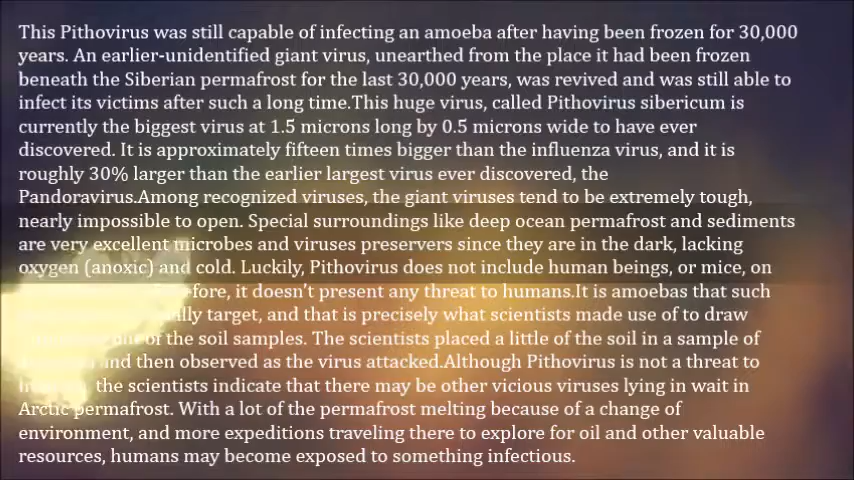 This Pithovirus was still capable of infecting an amoeba after having been frozen for 30,000
years. An earlier-unidentified giant virus, unearthed from the place it had been frozen
beneath the Siberian permafrost for the last 30,000 years, was revived and was still able to
infect its victims after such a long time.This huge virus, called Pithovirus sibericum is
currently the biggest virus at 1.5 microns long by 0.5 microns wide to have ever
discovered. It is approximately fifteen times bigger than the influenza virus, and it is
roughly 30% larger than the earlier largest virus ever discovered, the
Pandoravirus.Among recognized viruses, the giant viruses tend to be extremely tough,
nearly impossible to open. Special surroundings like deep ocean permafrost and sediments
are very excellent microbes and viruses preservers since they are in the dark, lacking
oxygen (anoxic) and cold. Luckily, Pithovirus does not include human beings, or mice, on
it doesn't present any threat to humans.It is amoebas that such
target, and that is precisely what scientists made use of to draw
of the soil samples. The scientists placed a little of the soil in a sample of
and then observed as the virus attacked.Although Pithovirus is not a threat to
the scientists indicate that there may be other vicious viruses lying in wait in
Arctic permafrost. With a lot of the permafrost melting because of a change of
environment, and more expeditions traveling there to explore for oil and other valuable
resources, humans may become exposed to something infectious.